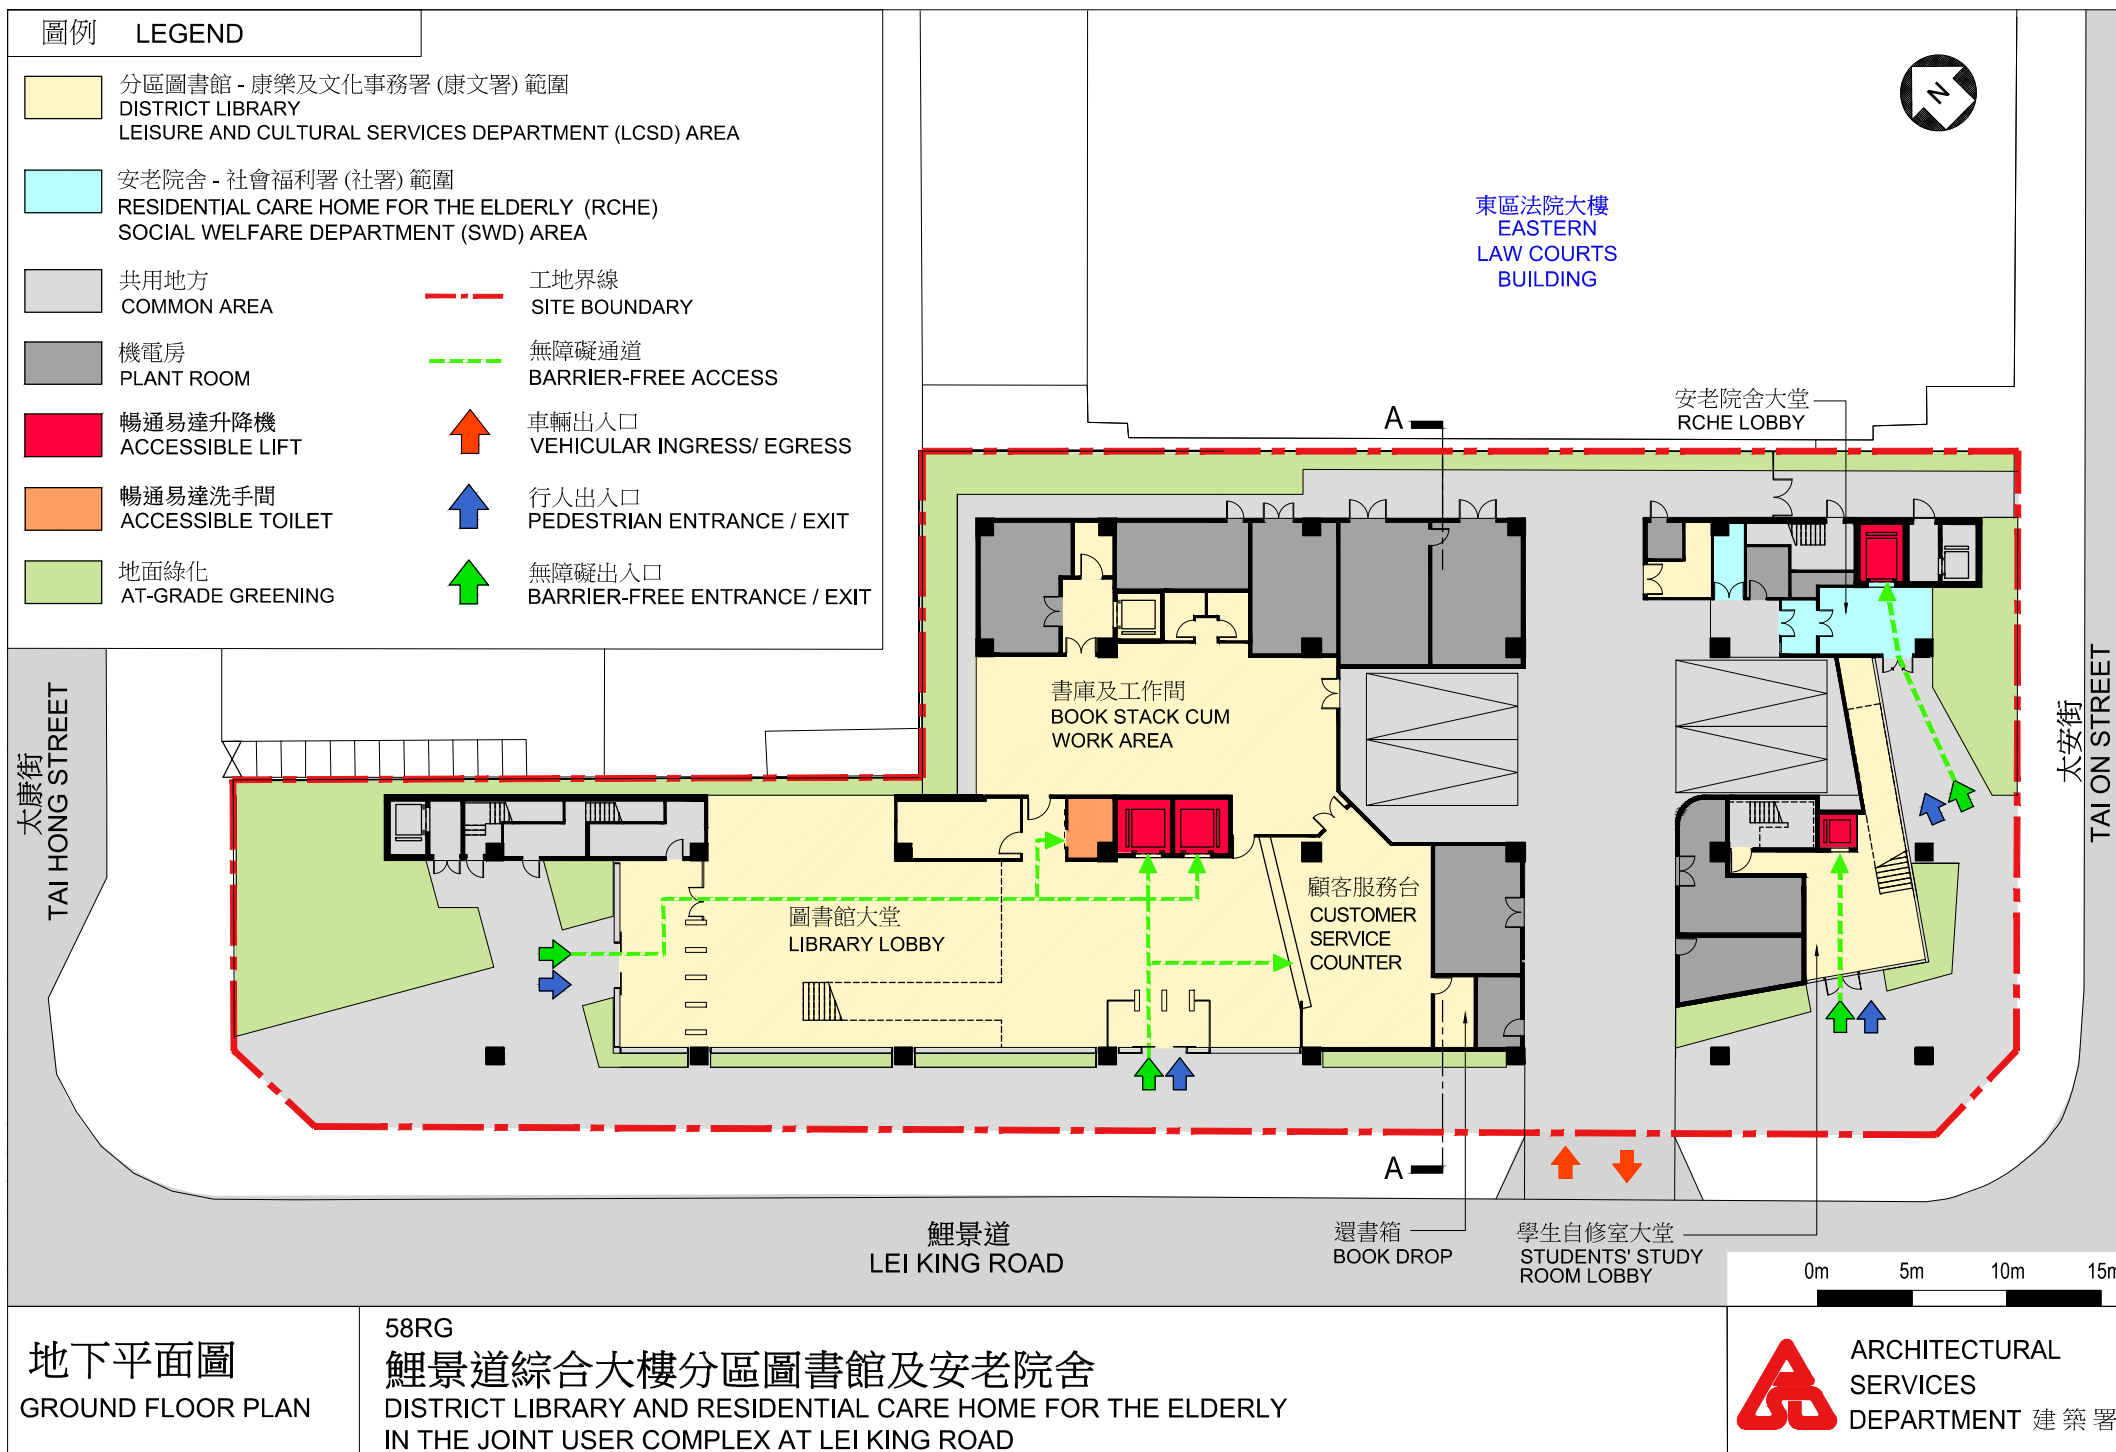 圖例 LEGEND
分區圖書館 - 康樂及文化事務署 (康文署) 範圍
DISTRICT LIBRARY
LEISURE AND CULTURAL SERVICES DEPARTMENT (LCSD) AREA
安老院舍 - 社會福利署 (社署) 範圍
RESIDENTIAL CARE HOME FOR THE ELDERLY (RCHE)
SOCIAL WELFARE DEPARTMENT (SWD) AREA
共用地方
COMMON AREA
工地界線
SITE BOUNDARY
機電房
PLANT ROOM
無障礙通道
BARRIER-FREE ACCESS
暢通易達升降機
ACCESSIBLE LIFT
車輛出入口
VEHICULAR INGRESS/ EGRESS
暢通易達洗手間
ACCESSIBLE TOILET
行人出入口
PEDESTRIAN ENTRANCE / EXIT
地面綠化
AT-GRADE GREENING
無障礙出入口
BARRIER-FREE ENTRANCE / EXIT
N
東區法院大樓
EASTERN
LAW COURTS
BUILDING
安老院舍大堂
RCHE LOBBY
A
書庫及工作間
BOOK STACK CUM
WORK AREA
太康街
TAI HONG STREET
太安街
TAI ON STREET
圖書館大堂
LIBRARY LOBBY
顧客服務台
CUSTOMER
SERVICE
COUNTER
A
鯉景道
LEI KING ROAD
還書箱
BOOK DROP
學生自修室大堂
STUDENTS' STUDY
ROOM LOBBY
0m 5m 10m 15m
地下平面圖
GROUND FLOOR PLAN
58RG
鯉景道綜合大樓分區圖書館及安老院舍
DISTRICT LIBRARY AND RESIDENTIAL CARE HOME FOR THE ELDERLY
IN THE JOINT USER COMPLEX AT LEI KING ROAD
ARCHITECTURAL
SERVICES
DEPARTMENT 建築署